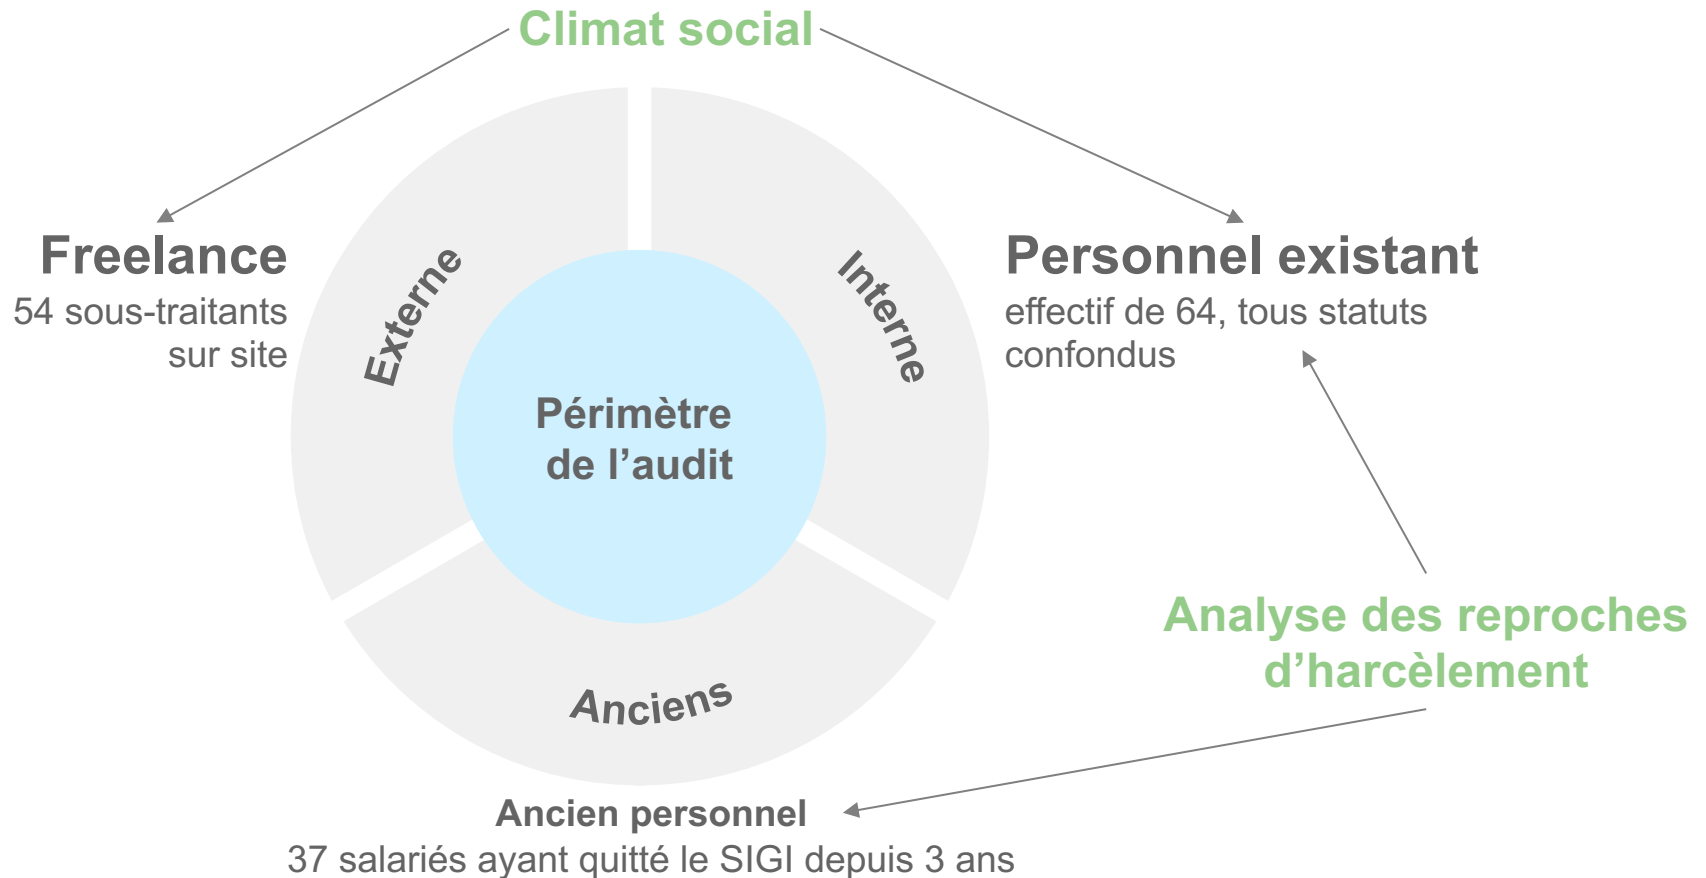 Climat social
Freelance
54 sous-traitants
sur site
Externe
Interne
Personnel existant
effectif de 64, tous statuts
confondus
Périmètre
de l’audit
Analyse des reproches
d’harcèlement
Anciens
Ancien personnel
37 salariés ayant quitté le SIGI depuis 3 ans